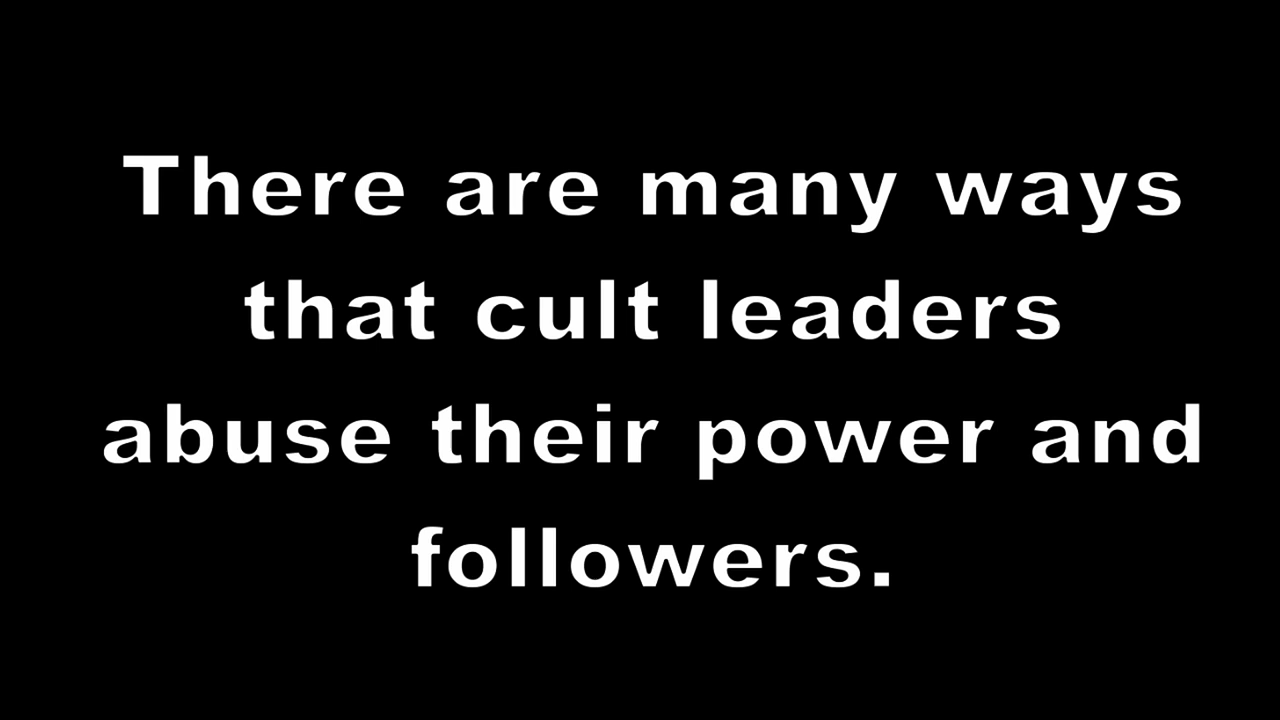 There are many ways
that cult leaders
abuse their power and
followers.